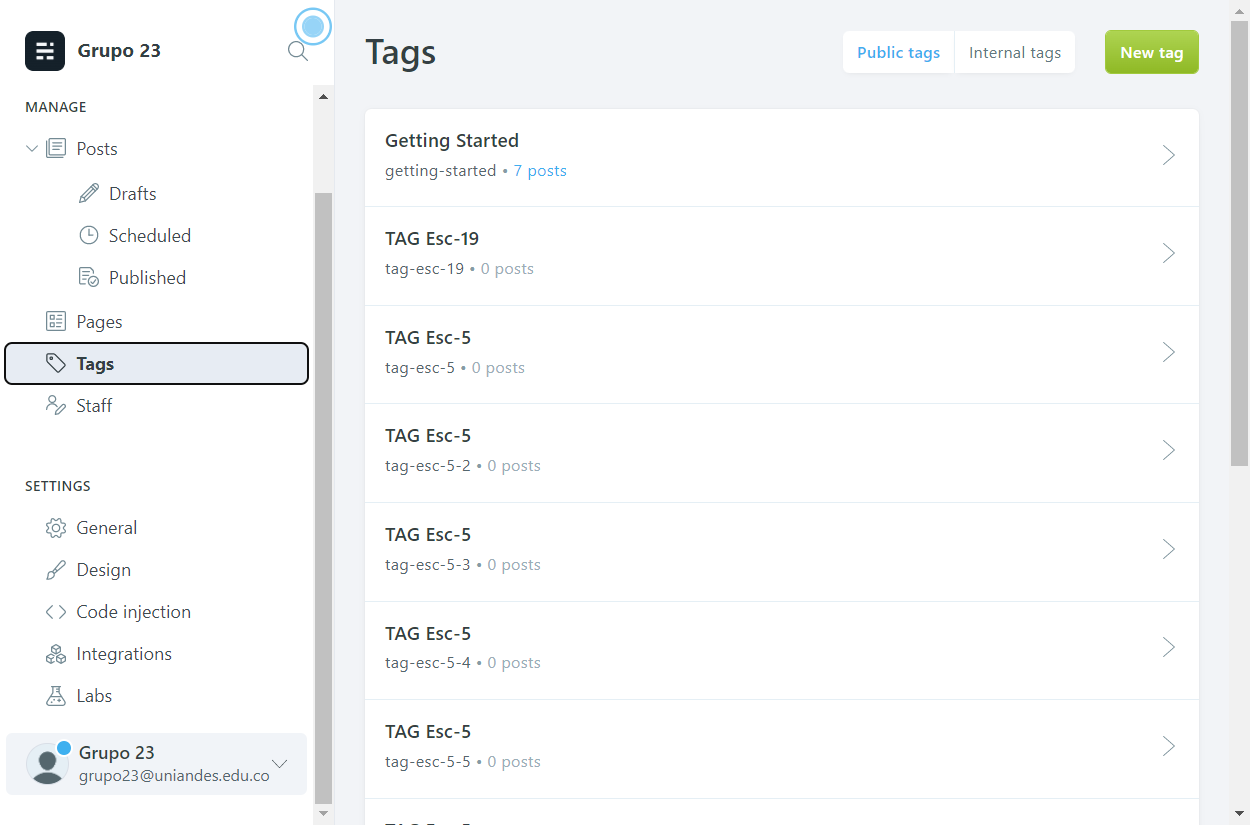 Grupo 23
MANAGE
Posts
Drafts
Scheduled
Published
Pages
Tags
Staff
SETTINGS
General
Design
Code injection
Integrations
Labs
Grupo 23
grupo23@uniandes.edu.co
Tags
Public tags
Internal tags
New tag
Getting Started
getting-started • 7 posts
TAG Esc-19
tag-esc-19 • 0 posts
TAG Esc-5
tag-esc-5 • 0 posts
TAG Esc-5
tag-esc-5-2 • 0 posts
TAG Esc-5
tag-esc-5-3 • 0 posts
TAG Esc-5
tag-esc-5-4 • 0 posts
TAG Esc-5
tag-esc-5-5 • 0 posts